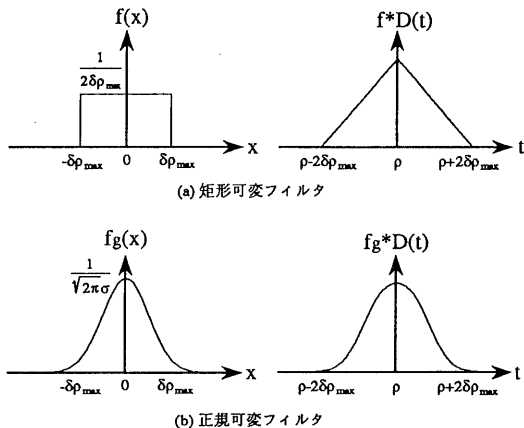 f(x)
f*D(t)
1
2δρmax
-δρmax 0 δρmax x
ρ-2δρmax ρ ρ+2δρmax t
(a) 矩形可変フィルタ
fg(x)
fg*D(t)
1
√2πσ
-δρmax 0 δρmax x
ρ-2δρmax ρ ρ+2δρmax t
(b) 正規可変フィルタ